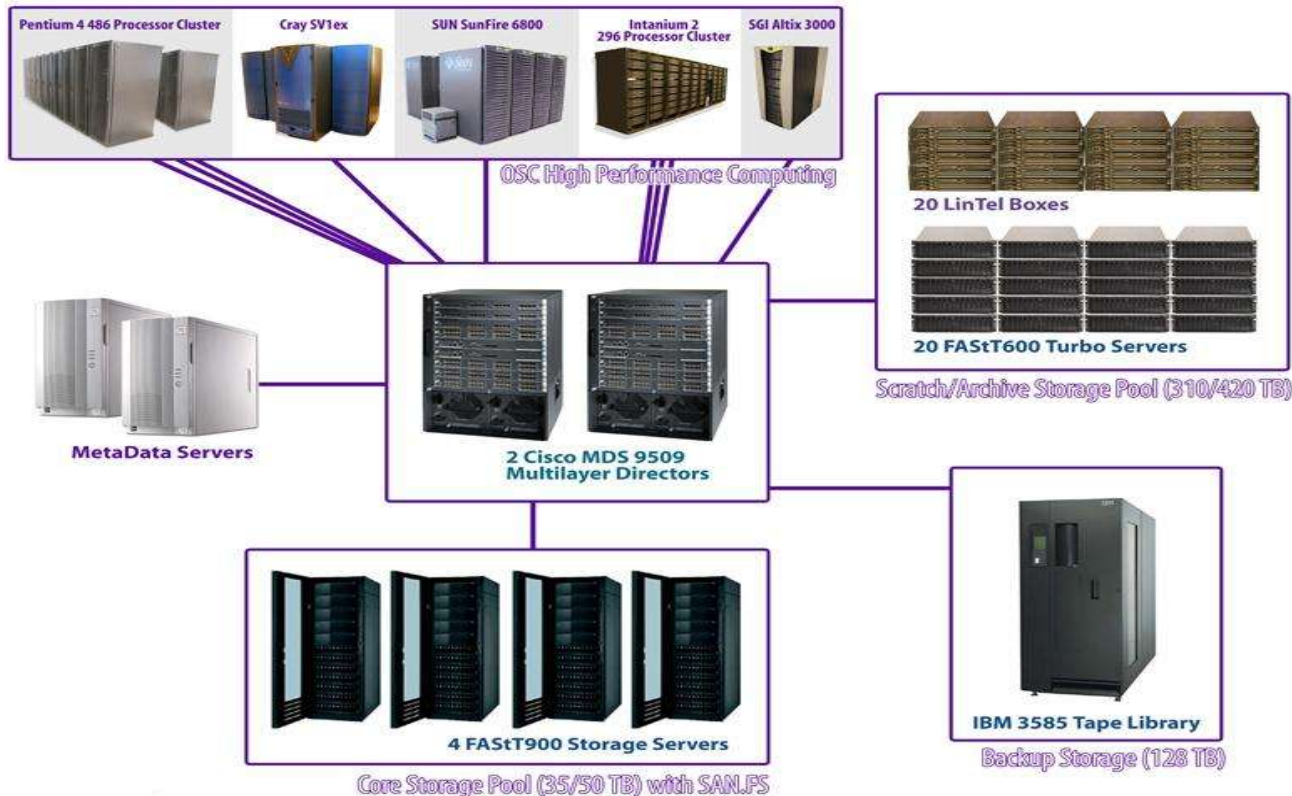 Pentium 4 486 Processor Cluster
Cray SV1ex
SUN SunFire 6800
Intanium 2
296 Processor Cluster
SGI Altix 3000
Sun
OSC High Performance Computing
20 LinTel Boxes
20 FAStT600 Turbo Servers
Scratch/Archive Storage Pool (310/420 TB)
MetaData Servers
2 Cisco MDS 9509
Multilayer Directors
4 FAStT900 Storage Servers
Core Storage Pool (35/50 TB) with SAN.FS
IBM
IBM 3585 Tape Library
Backup Storage (128 TB)